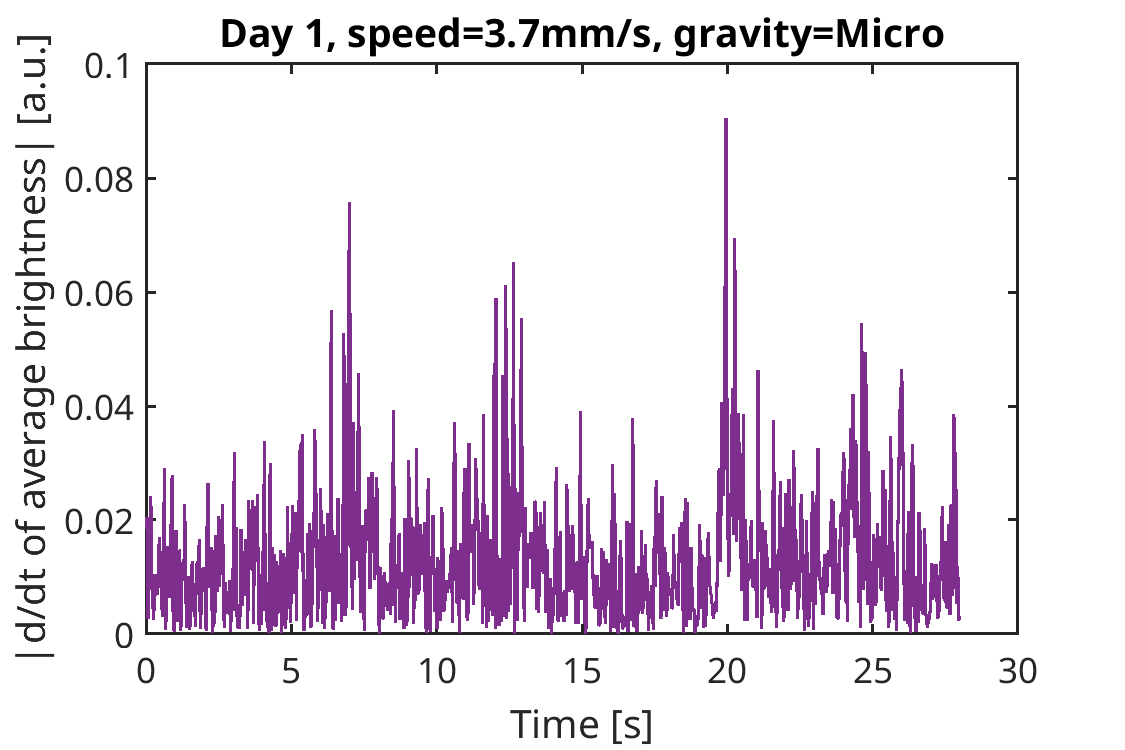 Day 1, speed=3.7mm/s, gravity=Micro
|d/dt of average brightness| [a.u.]
0.1
0.08
0.06
0.04
0.02
0
0 5 10 15 20 25 30
Time [s]